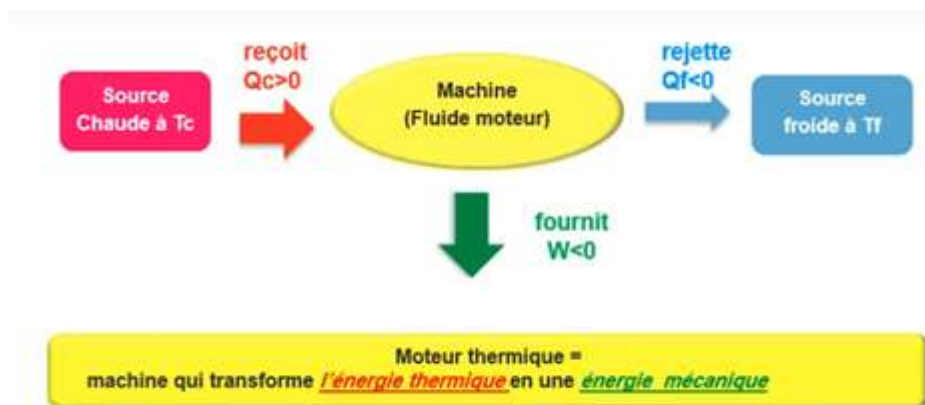 reçoit
Qc>0
rejette
Qf<0
Source
Chaude à Tc
Machine
(Fluide moteur)
Source
froide à Tf
fournit
W<0
Moteur thermique =
machine qui transforme l'énergie thermique en une énergie mécanique